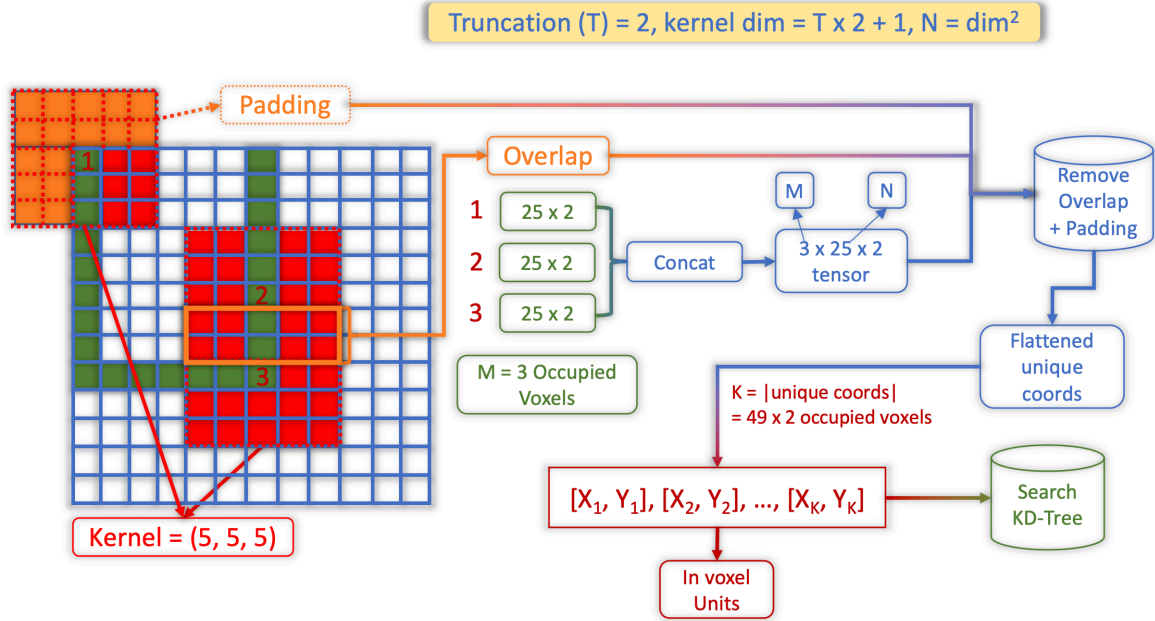 Truncation (T) = 2, kernel dim = T x 2 + 1, N = dim²
Padding
1
Overlap
1
25 x 2
2
25 x 2
3
25 x 2
Concat
M
N
3 x 25 x 2
tensor
Remove
Overlap
+ Padding
2
3
M = 3 Occupied
Voxels
Flattened
unique
coords
K = |unique coords|
= 49 x 2 occupied voxels
[X₁, Y₁], [X₂, Y₂], ..., [Xₖ, Yₖ]
Search
KD-Tree
Kernel = (5, 5, 5)
In voxel
Units